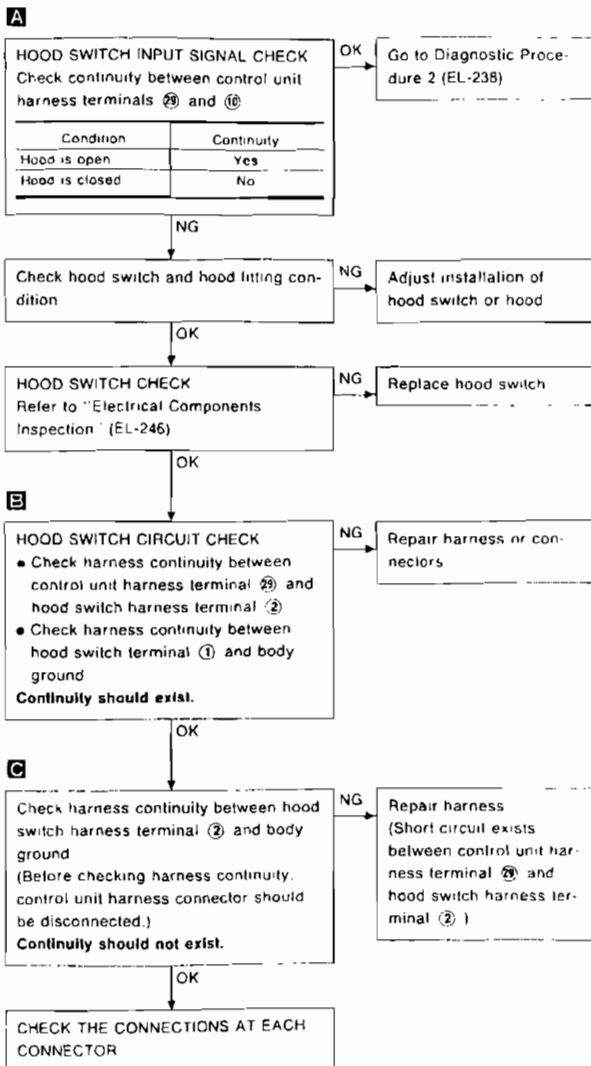 A
HOOD SWITCH INPUT SIGNAL CHECK
Check continuity between control unit
harness terminals ㉙ and ⑩
Condition Continuity
Hood is open Yes
Hood is closed No
OK
Go to Diagnostic Proce-
dure 2 (EL-238)
NG
Check hood switch and hood fitting con-
dition
NG
Adjust installation of
hood switch or hood
OK
HOOD SWITCH CHECK
Refer to "Electrical Components
Inspection" (EL-246)
NG
Replace hood switch
OK
B
HOOD SWITCH CIRCUIT CHECK
• Check harness continuity between
control unit harness terminal ㉙ and
hood switch harness terminal ②
• Check harness continuity between
hood switch terminal ① and body
ground
Continuity should exist.
NG
Repair harness or con-
nectors
OK
C
Check harness continuity between hood
switch harness terminal ② and body
ground
(Before checking harness continuity,
control unit harness connector should
be disconnected.)
Continuity should not exist.
NG
Repair harness
(Short circuit exists
between control unit har-
ness terminal ㉙ and
hood switch harness ter-
minal ② )
OK
CHECK THE CONNECTIONS AT EACH
CONNECTOR